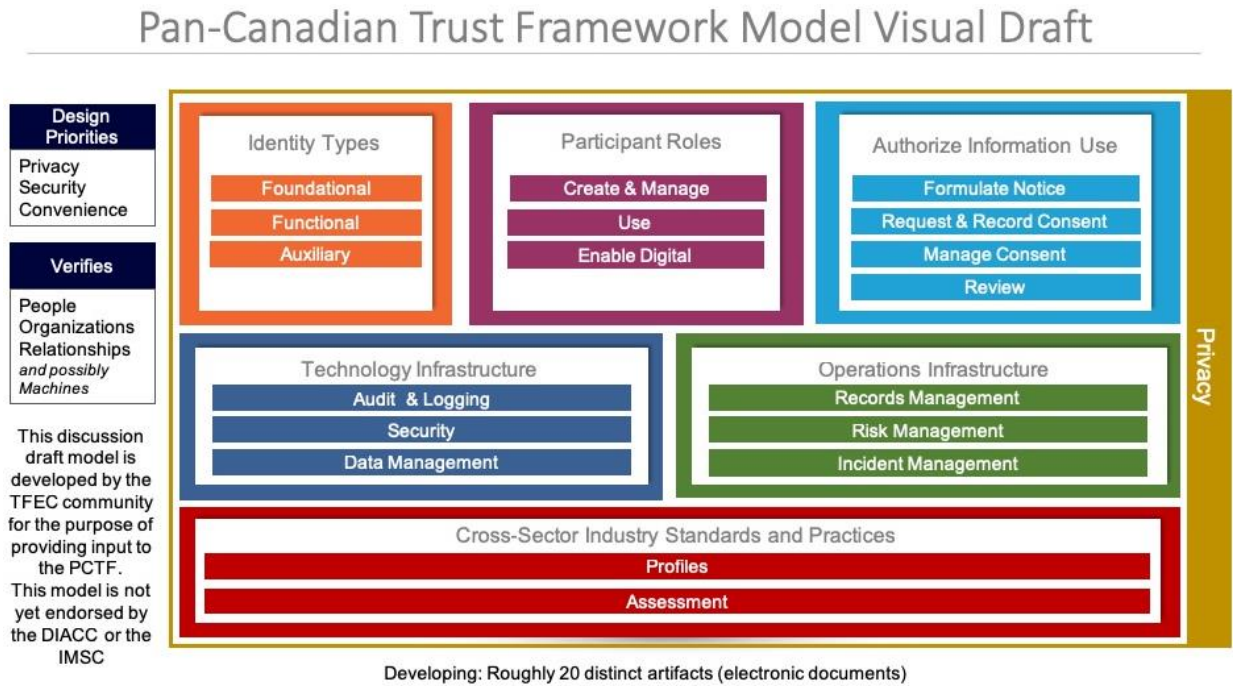 Pan-Canadian Trust Framework Model Visual Draft
Design
Priorities
Privacy
Security
Convenience
Verifies
People
Organizations
Relationships
and possibly
Machines
This discussion
draft model is
developed by the
TFEC community
for the purpose of
providing input to
the PCTF.
This model is not
yet endorsed by
the DIACC or the
IMSC
Identity Types
Foundational
Functional
Auxiliary
Participant Roles
Create & Manage
Use
Enable Digital
Authorize Information Use
Formulate Notice
Request & Record Consent
Manage Consent
Review
Technology Infrastructure
Audit & Logging
Security
Data Management
Operations Infrastructure
Records Management
Risk Management
Incident Management
Cross-Sector Industry Standards and Practices
Profiles
Assessment
Privacy
Developing: Roughly 20 distinct artifacts (electronic documents)